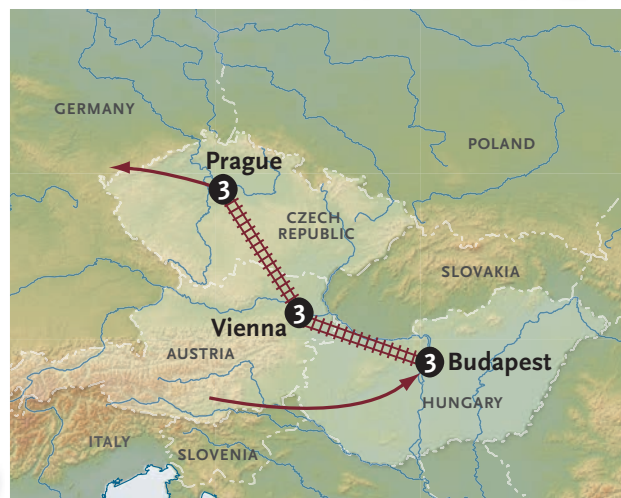 GERMANY
POLAND
Prague
3
CZECH
REPUBLIC
SLOVAKIA
3
Vienna
AUSTRIA
3 Budapest
HUNGARY
ITALY
SLOVENIA